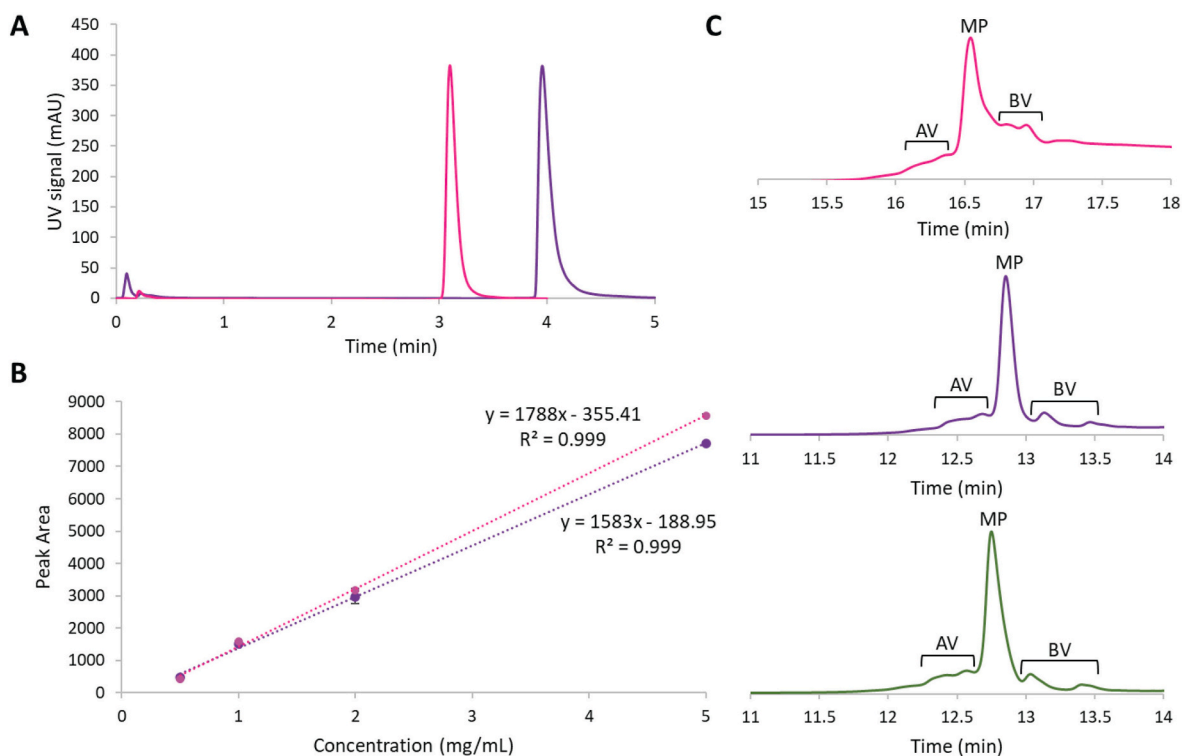 A
450
400
350
300
250
200
150
100
50
0
UV signal (mAU)
0 1 2 3 4 5
Time (min)
B
9000
8000
7000
6000
5000
4000
3000
2000
1000
0
Peak Area
y = 1788x - 355.41
R² = 0.999
y = 1583x - 188.95
R² = 0.999
0 1 2 3 4 5
Concentration (mg/mL)
C
MP
AV
BV
15 15.5 16 16.5 17 17.5 18
Time (min)
MP
AV
BV
11 11.5 12 12.5 13 13.5 14
Time (min)
MP
AV
BV
11 11.5 12 12.5 13 13.5 14
Time (min)